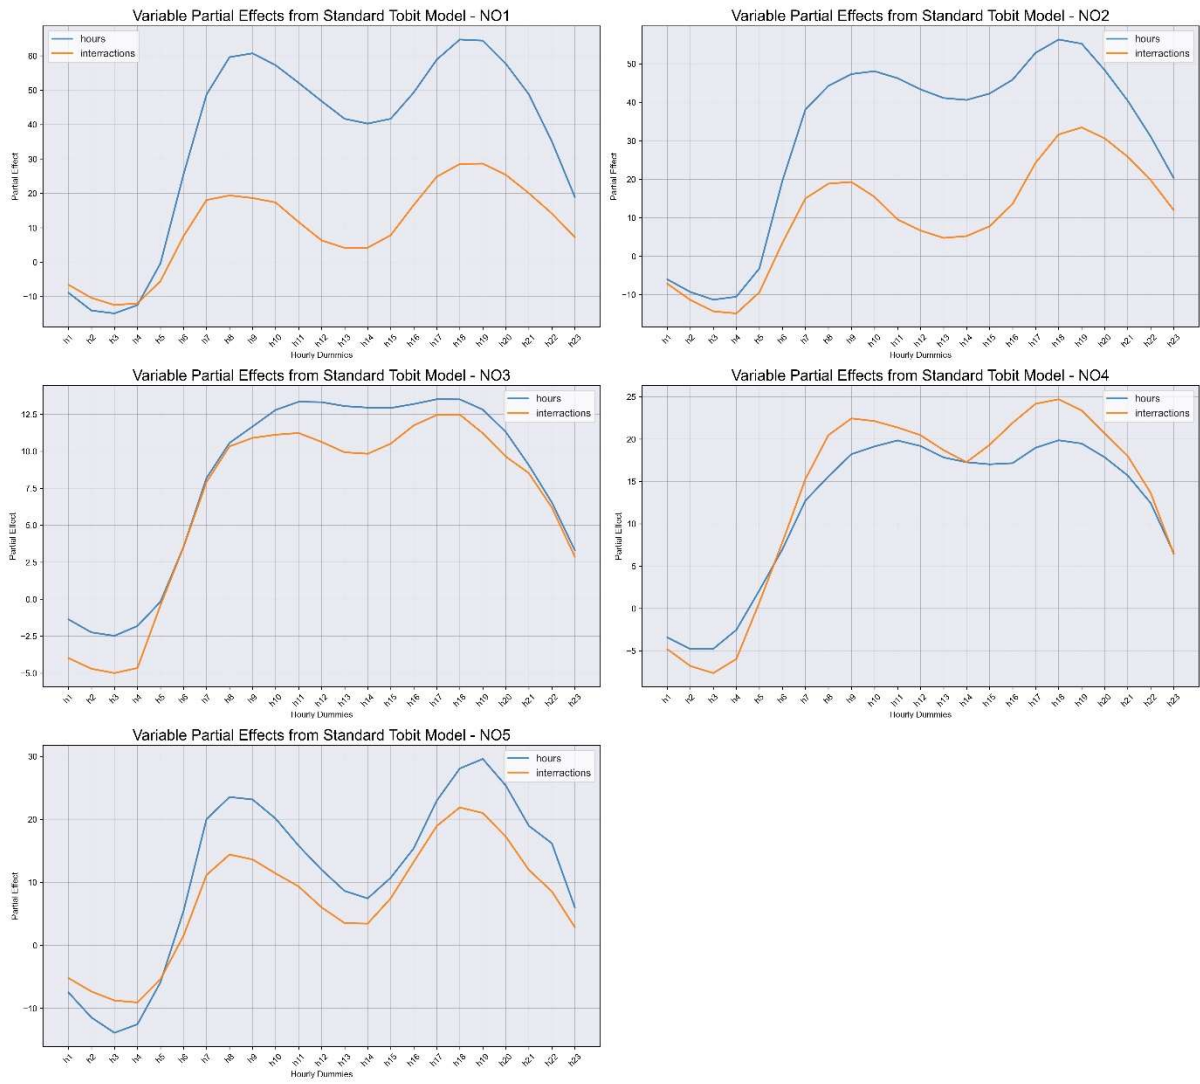 Variable Partial Effects from Standard Tobit Model - NO1
hours
interractions
Partial Effect
60
50
40
30
20
10
0
−10
h1 h2 h3 h4 h5 h6 h7 h8 h9 h10 h11 h12 h13 h14 h15 h16 h17 h18 h19 h20 h21 h22 h23
Hourly Dummies
Variable Partial Effects from Standard Tobit Model - NO2
hours
interractions
Partial Effect
50
40
30
20
10
0
−10
h1 h2 h3 h4 h5 h6 h7 h8 h9 h10 h11 h12 h13 h14 h15 h16 h17 h18 h19 h20 h21 h22 h23
Hourly Dummies
Variable Partial Effects from Standard Tobit Model - NO3
hours
interractions
Partial Effect
12.5
10.0
7.5
5.0
2.5
0.0
−2.5
−5.0
h1 h2 h3 h4 h5 h6 h7 h8 h9 h10 h11 h12 h13 h14 h15 h16 h17 h18 h19 h20 h21 h22 h23
Hourly Dummies
Variable Partial Effects from Standard Tobit Model - NO4
hours
interractions
Partial Effect
25
20
15
10
5
0
−5
h1 h2 h3 h4 h5 h6 h7 h8 h9 h10 h11 h12 h13 h14 h15 h16 h17 h18 h19 h20 h21 h22 h23
Hourly Dummies
Variable Partial Effects from Standard Tobit Model - NO5
hours
interractions
Partial Effect
30
20
10
0
−10
h1 h2 h3 h4 h5 h6 h7 h8 h9 h10 h11 h12 h13 h14 h15 h16 h17 h18 h19 h20 h21 h22 h23
Hourly Dummies